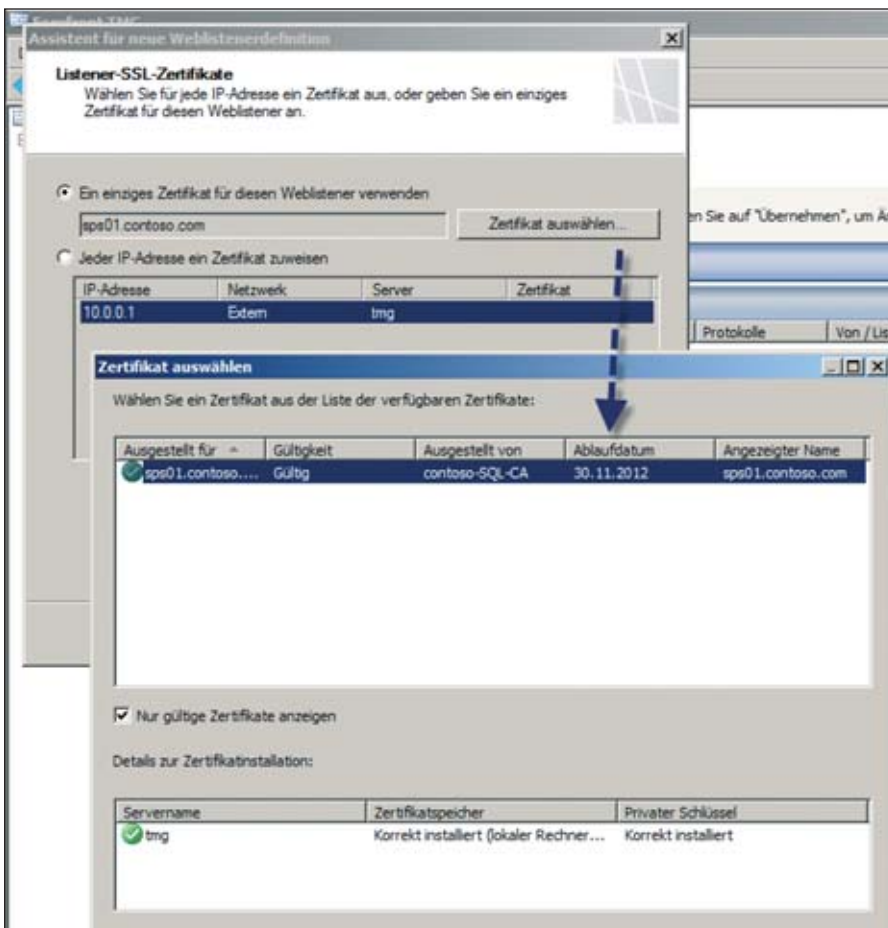 Forefront TMG
Assistent für neue Weblistenerdefinition
Listener-SSL-Zertifikate
Wählen Sie für jede IP-Adresse ein Zertifikat aus, oder geben Sie ein einziges
Zertifikat für diesen Weblistener an.
Ein einziges Zertifikat für diesen Weblistener verwenden
sps01.contoso.com
Zertifikat auswählen...
en Sie auf "Übernehmen", um Ä
Jeder IP-Adresse ein Zertifikat zuweisen
IP-Adresse Netzwerk Server Zertifikat
10.0.0.1 Extern tmg
Protokolle Von / Lis
Zertifikat auswählen
Wählen Sie ein Zertifikat aus der Liste der verfügbaren Zertifikate:
Ausgestellt für Gültigkeit Ausgestellt von Ablaufdatum Angezeigter Name
sps01.contoso.... Gültig contoso-SQL-CA 30.11.2012 sps01.contoso.com
Nur gültige Zertifikate anzeigen
Details zur Zertifikatinstallation:
Servername Zertifikatspeicher Privater Schlüssel
tmg Korrekt installiert (lokaler Rechner... Korrekt installiert